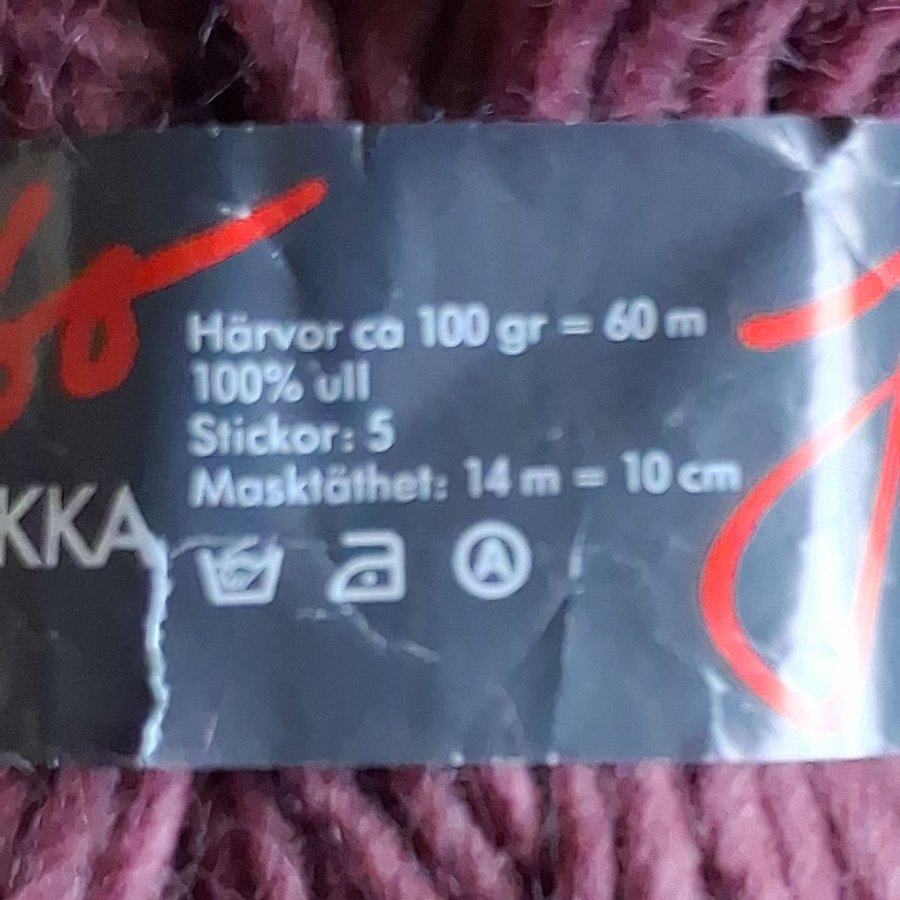 Härvor ca 100 gr = 60 m
100% ull
Stickor: 5
Masktäthet: 14 m = 10 cm
KKA
A